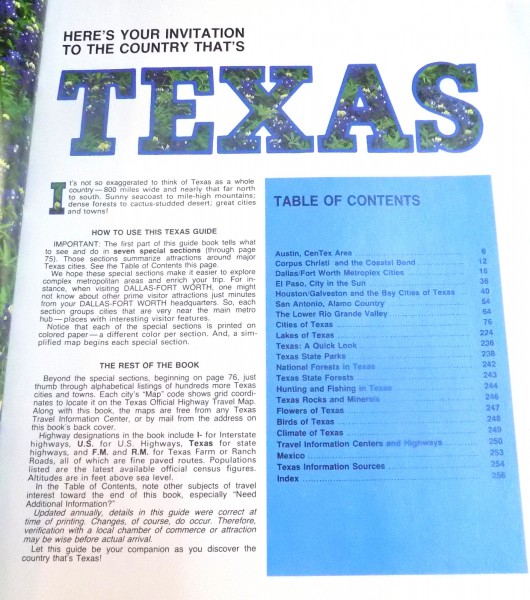 HERE'S YOUR INVITATION
TO THE COUNTRY THAT'S
TEXAS
It's not so exaggerated to think of Texas as a whole
country—800 miles wide and nearly that far north
to south. Sunny seacoast to mile-high mountains;
dense forests to cactus-studded desert; great cities
and towns!
HOW TO USE THIS TEXAS GUIDE
IMPORTANT: The first part of this guide book tells what
to see and do in seven special sections (through page
75). Those sections summarize attractions around major
Texas cities. See the Table of Contents this page.
We hope these special sections make it easier to explore
complex metropolitan areas and enrich your trip. For in-
stance, when visiting DALLAS-FORT WORTH, one might
not know about other prime visitor attractions just minutes
from your DALLAS-FORT WORTH headquarters. So, each
section groups cities that are very near the main metro
hub—places with interesting visitor features.
Notice that each of the special sections is printed on
colored paper—a different color per section. And, a sim-
plified map begins each special section.
THE REST OF THE BOOK
Beyond the special sections, beginning on page 76, just
thumb through alphabetical listings of hundreds more Texas
cities and towns. Each city's "Map" code shows grid coordi-
nates to locate it on the Texas Official Highway Travel Map.
Along with this book, the maps are free from any Texas
Travel Information Center, or by mail from the address on
this book's back cover.
Highway designations in the book include I- for Interstate
highways, U.S. for U.S. Highways, Texas for state
highways, and F.M. and R.M. for Texas Farm or Ranch
Roads, all of which are fine paved routes. Populations
listed are the latest available official census figures.
Altitudes are in feet above sea level.
In the Table of Contents, note other subjects of travel
interest toward the end of this book, especially "Need
Additional Information?"
Updated annually, details in this guide were correct at
time of printing. Changes, of course, do occur. Therefore,
verification with a local chamber of commerce or attraction
may be wise before actual arrival.
Let this guide be your companion as you discover the
country that's Texas!
TABLE OF CONTENTS
Austin, CenTex Area 6
Corpus Christi and the Coastal Bend 12
Dallas/Fort Worth Metroplex Cities 18
El Paso, City in the Sun 36
Houston/Galveston and the Bay Cities of Texas 40
San Antonio, Alamo Country 54
The Lower Rio Grande Valley 64
Cities of Texas 76
Lakes of Texas 224
Texas: A Quick Look 236
Texas State Parks 238
National Forests in Texas 242
Texas State Forests 243
Hunting and Fishing in Texas 244
Texas Rocks and Minerals 246
Flowers of Texas 247
Birds of Texas 248
Climate of Texas 249
Travel Information Centers and Highways 250
Mexico 253
Texas Information Sources 254
Index 256